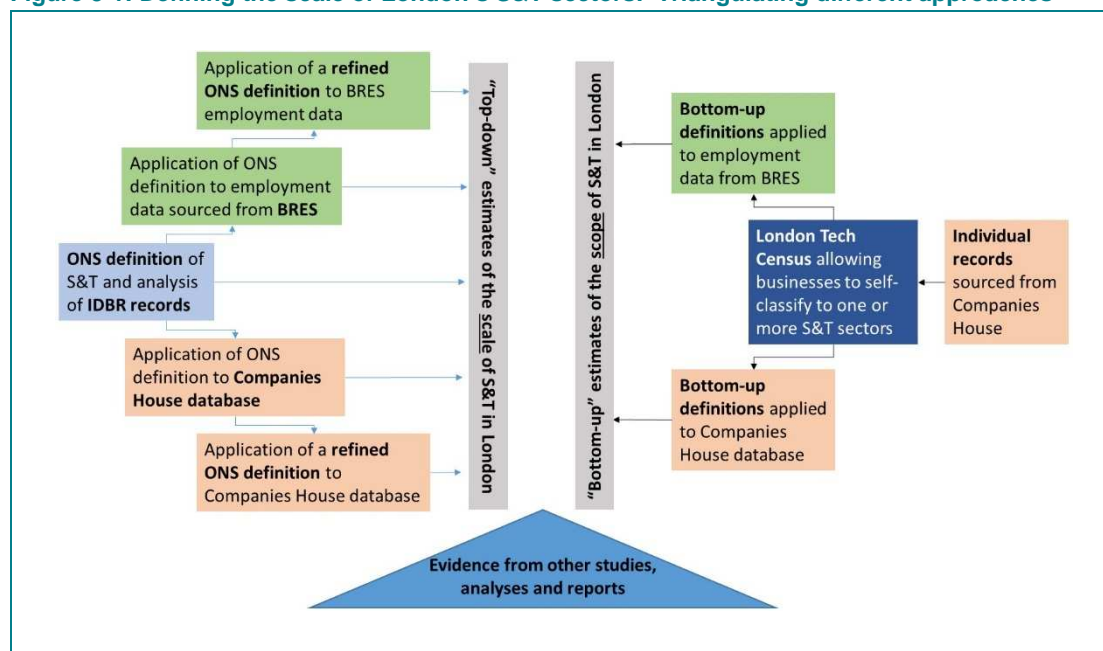 Defining the scale of London's S&T sectors: Triangulating different approaches
Application of a refined
ONS definition to BRES
employment data
Application of ONS
definition to employment
data sourced from BRES
ONS definition of
S&T and analysis
of IDBR records
Application of ONS
definition to Companies
House database
Application of a refined
ONS definition to
Companies House database
"Top-down" estimates of the scale of S&T in London
"Bottom-up" estimates of the scope of S&T in London
Bottom-up
definitions applied
to employment
data from BRES
London Tech
Census allowing
businesses to self-
classify to one or
more S&T sectors
Individual
records
sourced from
Companies
House
Bottom-up
definitions applied
to Companies
House database
Evidence from other studies,
analyses and reports